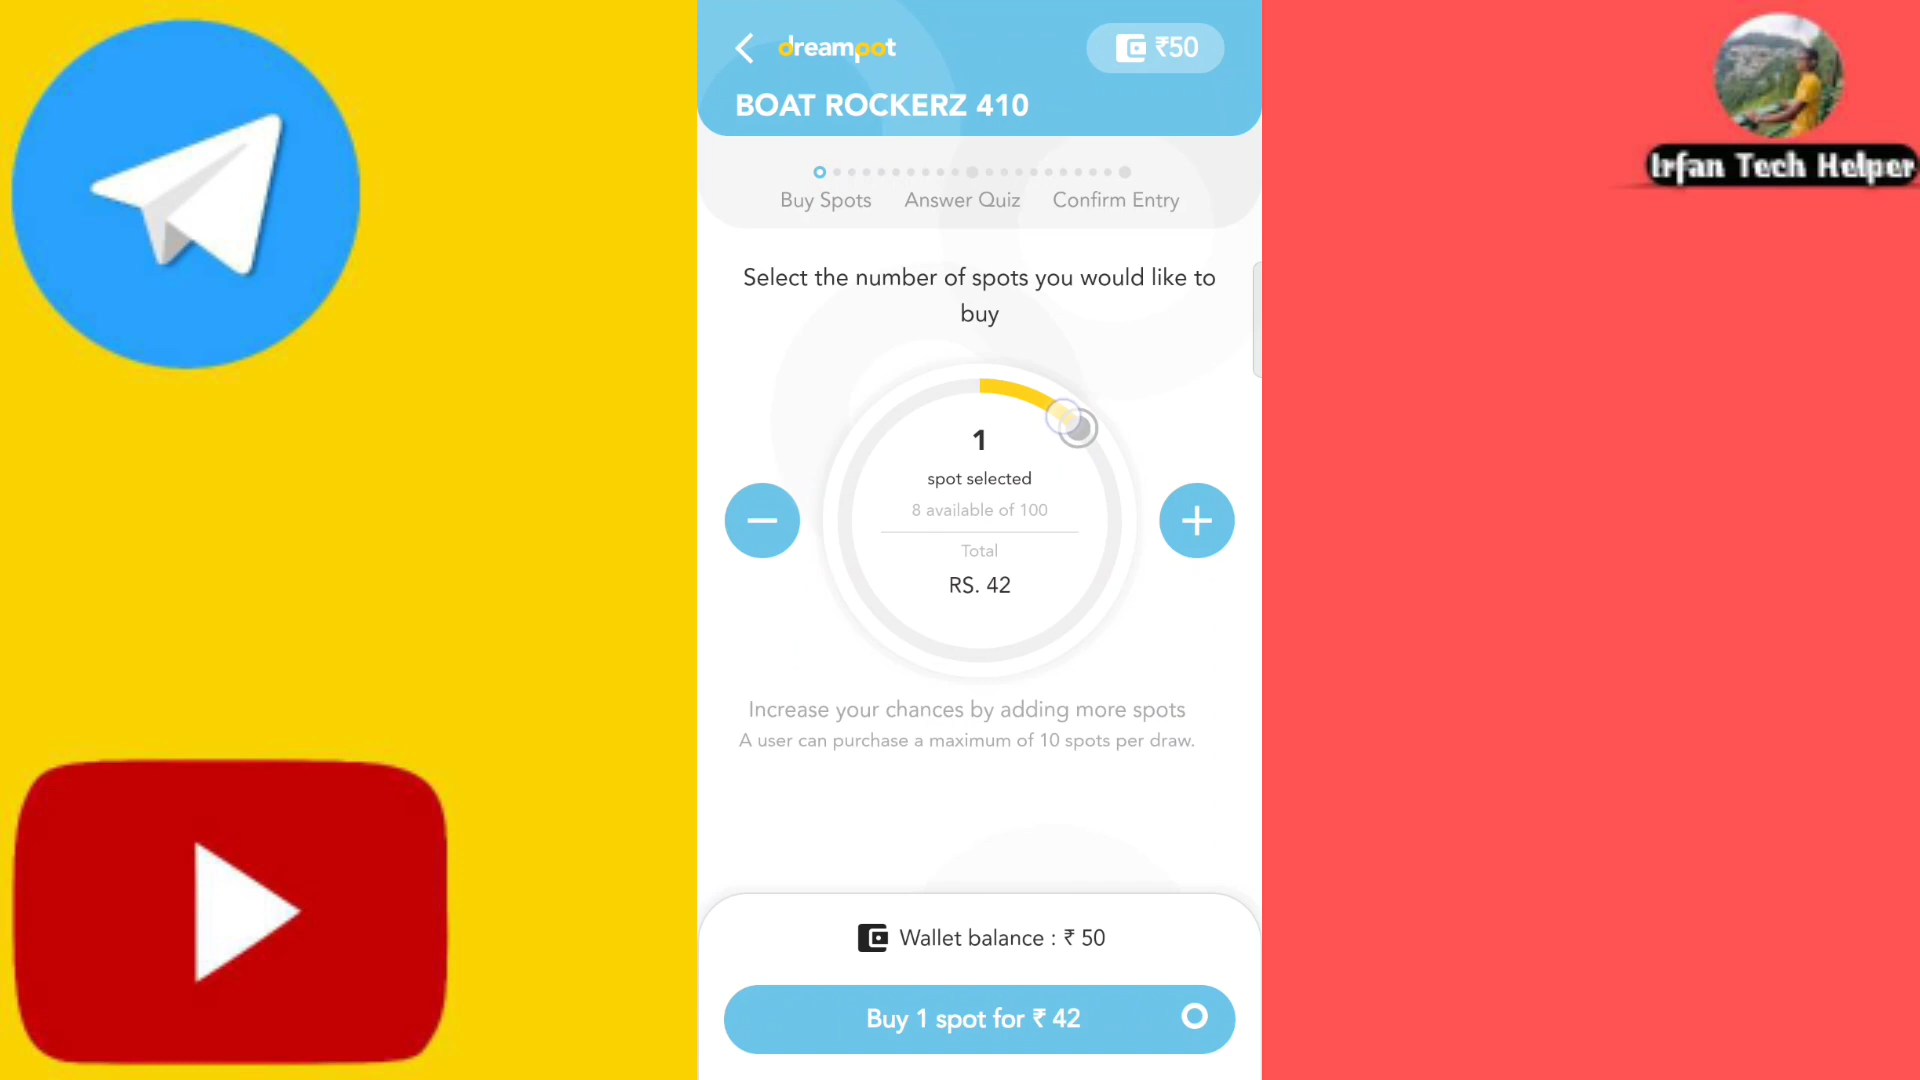 dreampot
₹50
BOAT ROCKERZ 410
Irfan Tech Helper
Buy Spots
Answer Quiz
Confirm Entry
Select the number of spots you would like to
buy
1
spot selected
8 available of 100
Total
RS. 42
Increase your chances by adding more spots
A user can purchase a maximum of 10 spots per draw.
Wallet balance : ₹ 50
Buy 1 spot for ₹ 42